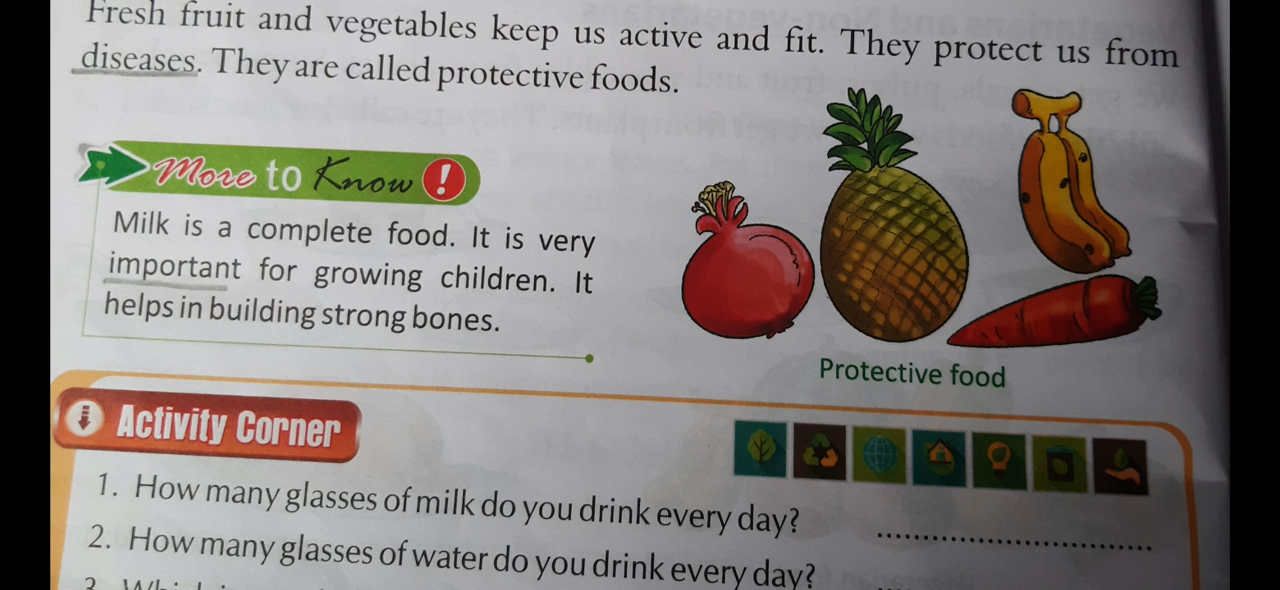 Fresh fruit and vegetables keep us active and fit. They protect us from
diseases. They are called protective foods.
More to Know !
Milk is a complete food. It is very
important for growing children. It
helps in building strong bones.
Protective food
Activity Corner
1. How many glasses of milk do you drink every day? ..............................
2. How many glasses of water do you drink every day?
3.